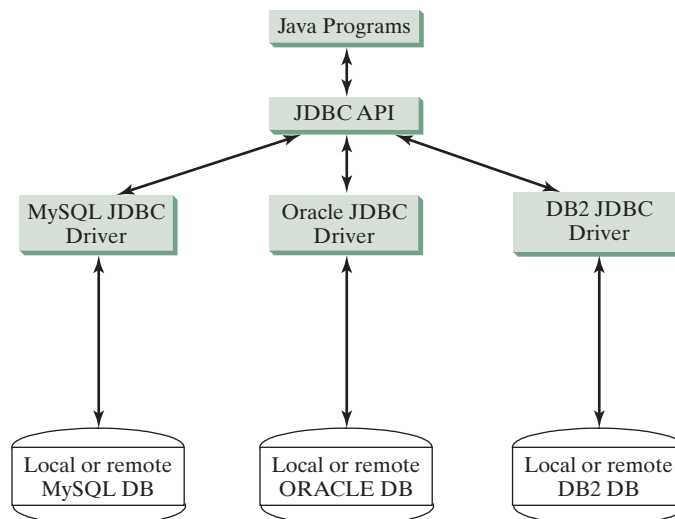 Java Programs
JDBC API
MySQL JDBC
Driver
Oracle JDBC
Driver
DB2 JDBC
Driver
Local or remote
MySQL DB
Local or remote
ORACLE DB
Local or remote
DB2 DB